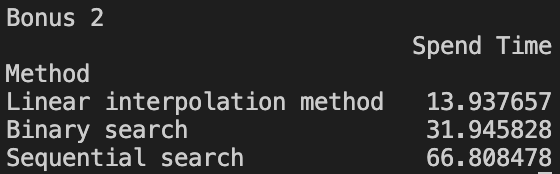 Bonus 2
Spend Time
Method
Linear interpolation method 13.937657
Binary search 31.945828
Sequential search 66.808478